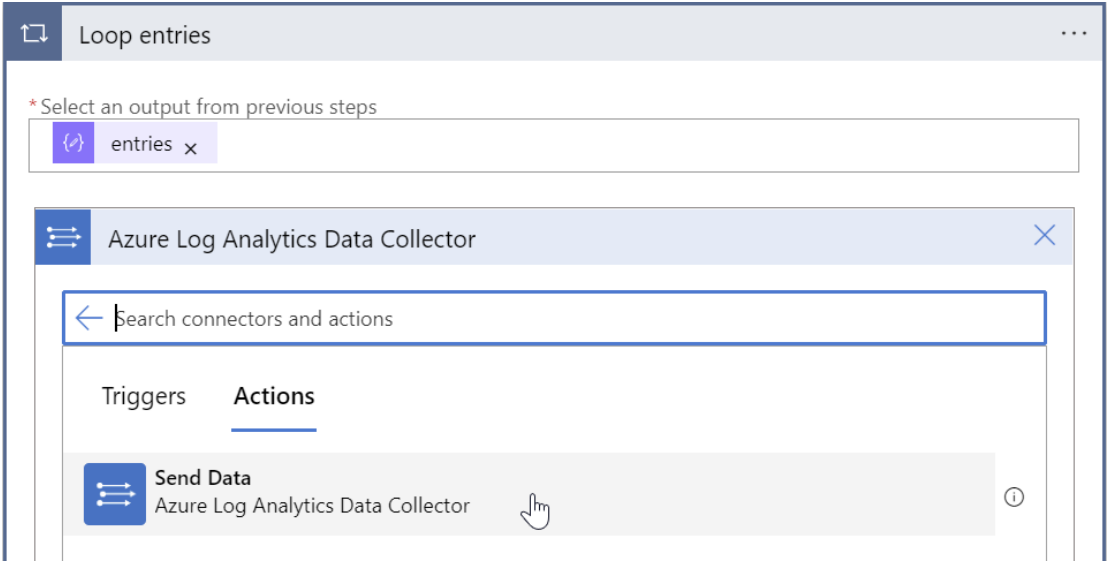 Loop entries
* Select an output from previous steps
entries ×
Azure Log Analytics Data Collector
Search connectors and actions
Triggers Actions
Send Data
Azure Log Analytics Data Collector